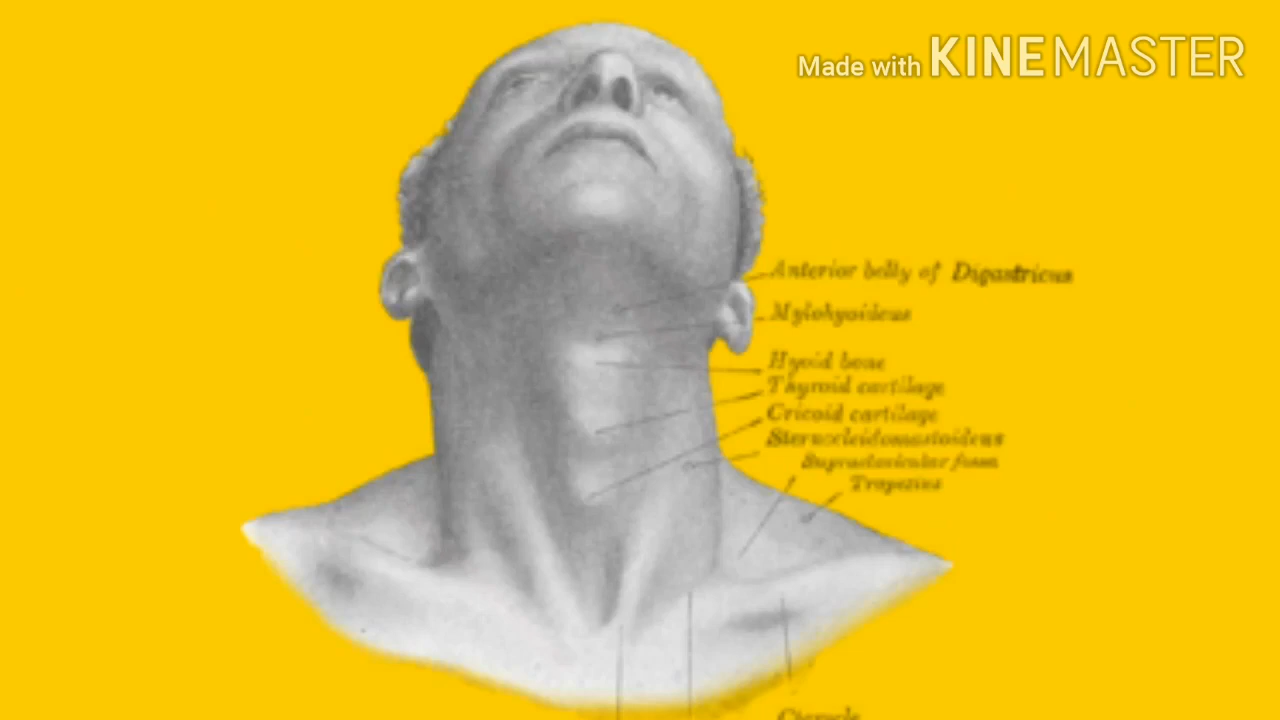 Made with KINEMASTER
Anterior belly of Digastricus
Mylohyoideus
Hyoid bone
Thyroid cartilage
Cricoid cartilage
Sternocleidomastoideus
Supraclavicular fossa
Trapezius
Clavicle